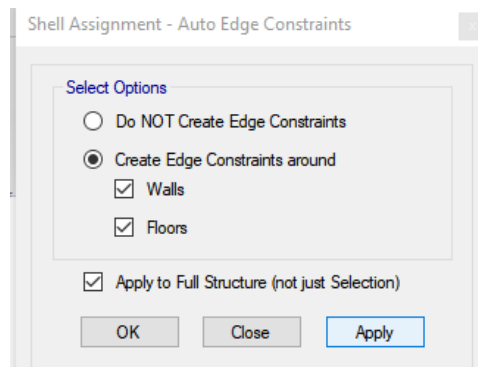 Shell Assignment - Auto Edge Constraints
Select Options
Do NOT Create Edge Constraints
Create Edge Constraints around
Walls
Floors
Apply to Full Structure (not just Selection)
OK Close Apply